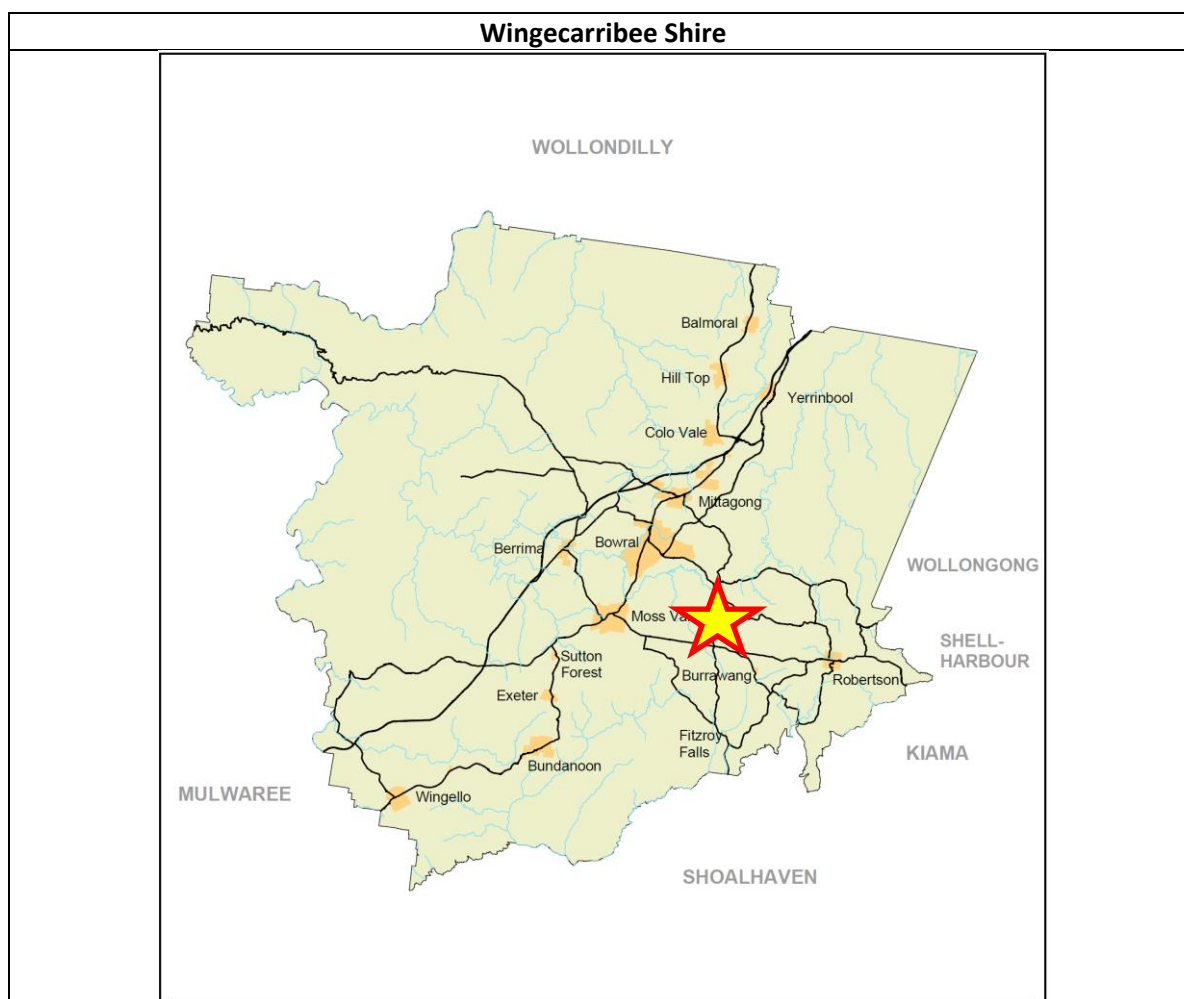 Wingecarribee Shire
WOLLONDILLY
Balmoral
Hill Top
Yerrinbool
Colo Vale
Mittagong
Berrima
Bowral
WOLLONGONG
Moss
SHELL-
HARBOUR
Sutton
Forest
Burrawang
Robertson
Exeter
Fitzroy
Falls
KIAMA
Bundanoon
MULWAREE
Wingello
SHOALHAVEN